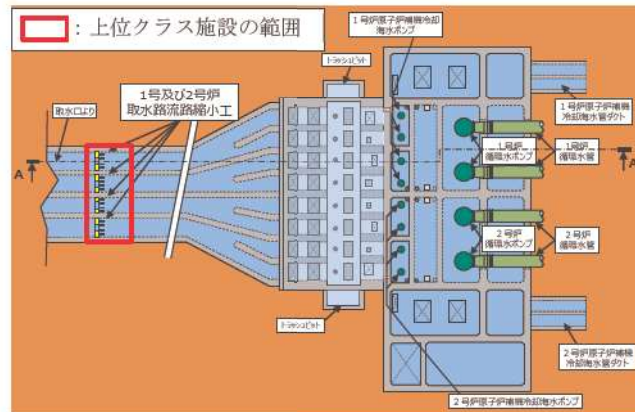 ：上位クラス施設の範囲
1号炉原子炉補機冷却
海水ポンプ
トラッシュピット
1号及び2号炉
取水路流路縮小工
取水口より
1号炉原子炉補機
冷却海水管ダクト
A
A
1号炉
循環水ポンプ
1号炉
循環水管
2号炉
循環水ポンプ
2号炉
循環水管
トラッシュピット
2号炉原子炉補機
冷却海水管ダクト
2号炉原子炉補機冷却海水ポンプ